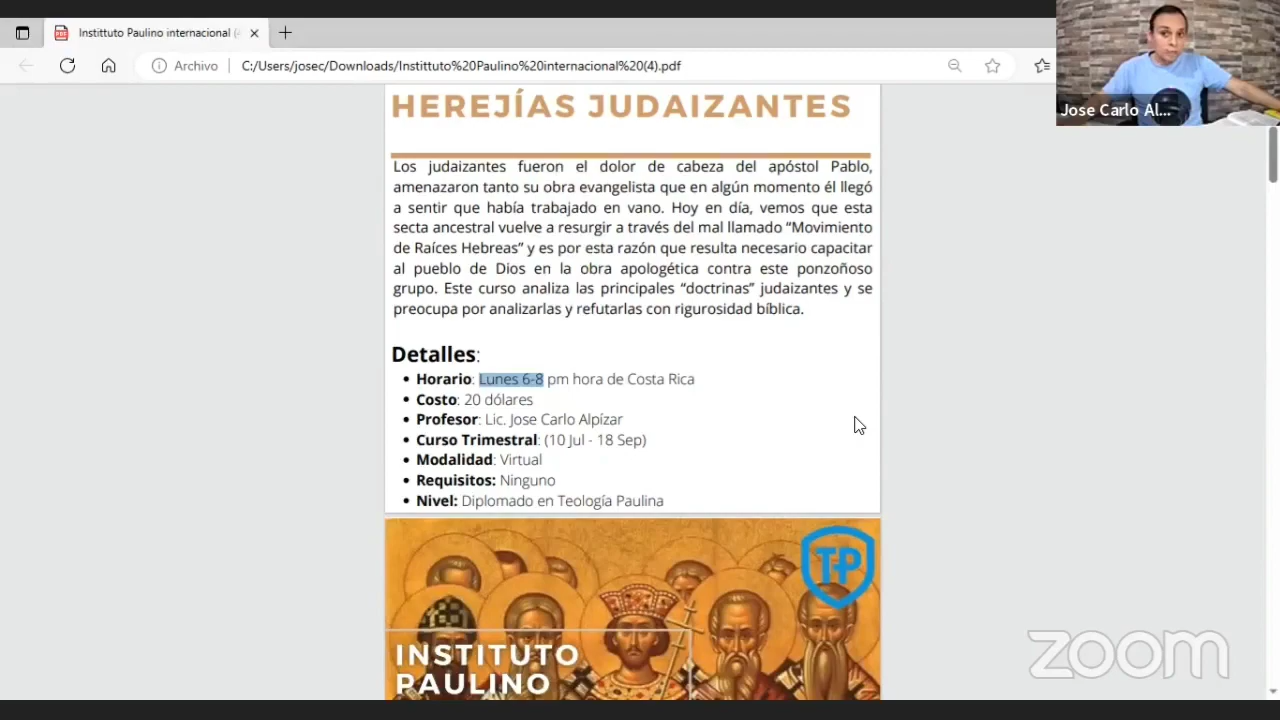 Instituto Paulino internacional (4
Archivo
C:/Users/josec/Downloads/Instituto%20Paulino%20internacional%20(4).pdf
Jose Carlo Al...
HEREJÍAS JUDAIZANTES
Los judaizantes fueron el dolor de cabeza del apóstol Pablo,
amenazaron tanto su obra evangelista que en algún momento él llegó
a sentir que había trabajado en vano. Hoy en día, vemos que esta
secta ancestral vuelve a resurgir a través del mal llamado “Movimiento
de Raíces Hebreas” y es por esta razón que resulta necesario capacitar
al pueblo de Dios en la obra apologética contra este ponzoñoso
grupo. Este curso analiza las principales “doctrinas” judaizantes y se
preocupa por analizarlas y refutarlas con rigurosidad bíblica.
Detalles:
• Horario: Lunes 6-8 pm hora de Costa Rica
• Costo: 20 dólares
• Profesor: Lic. Jose Carlo Alpízar
• Curso Trimestral: (10 Jul - 18 Sep)
• Modalidad: Virtual
• Requisitos: Ninguno
• Nivel: Diplomado en Teología Paulina
TP
INSTITUTO
PAULINO
zoom